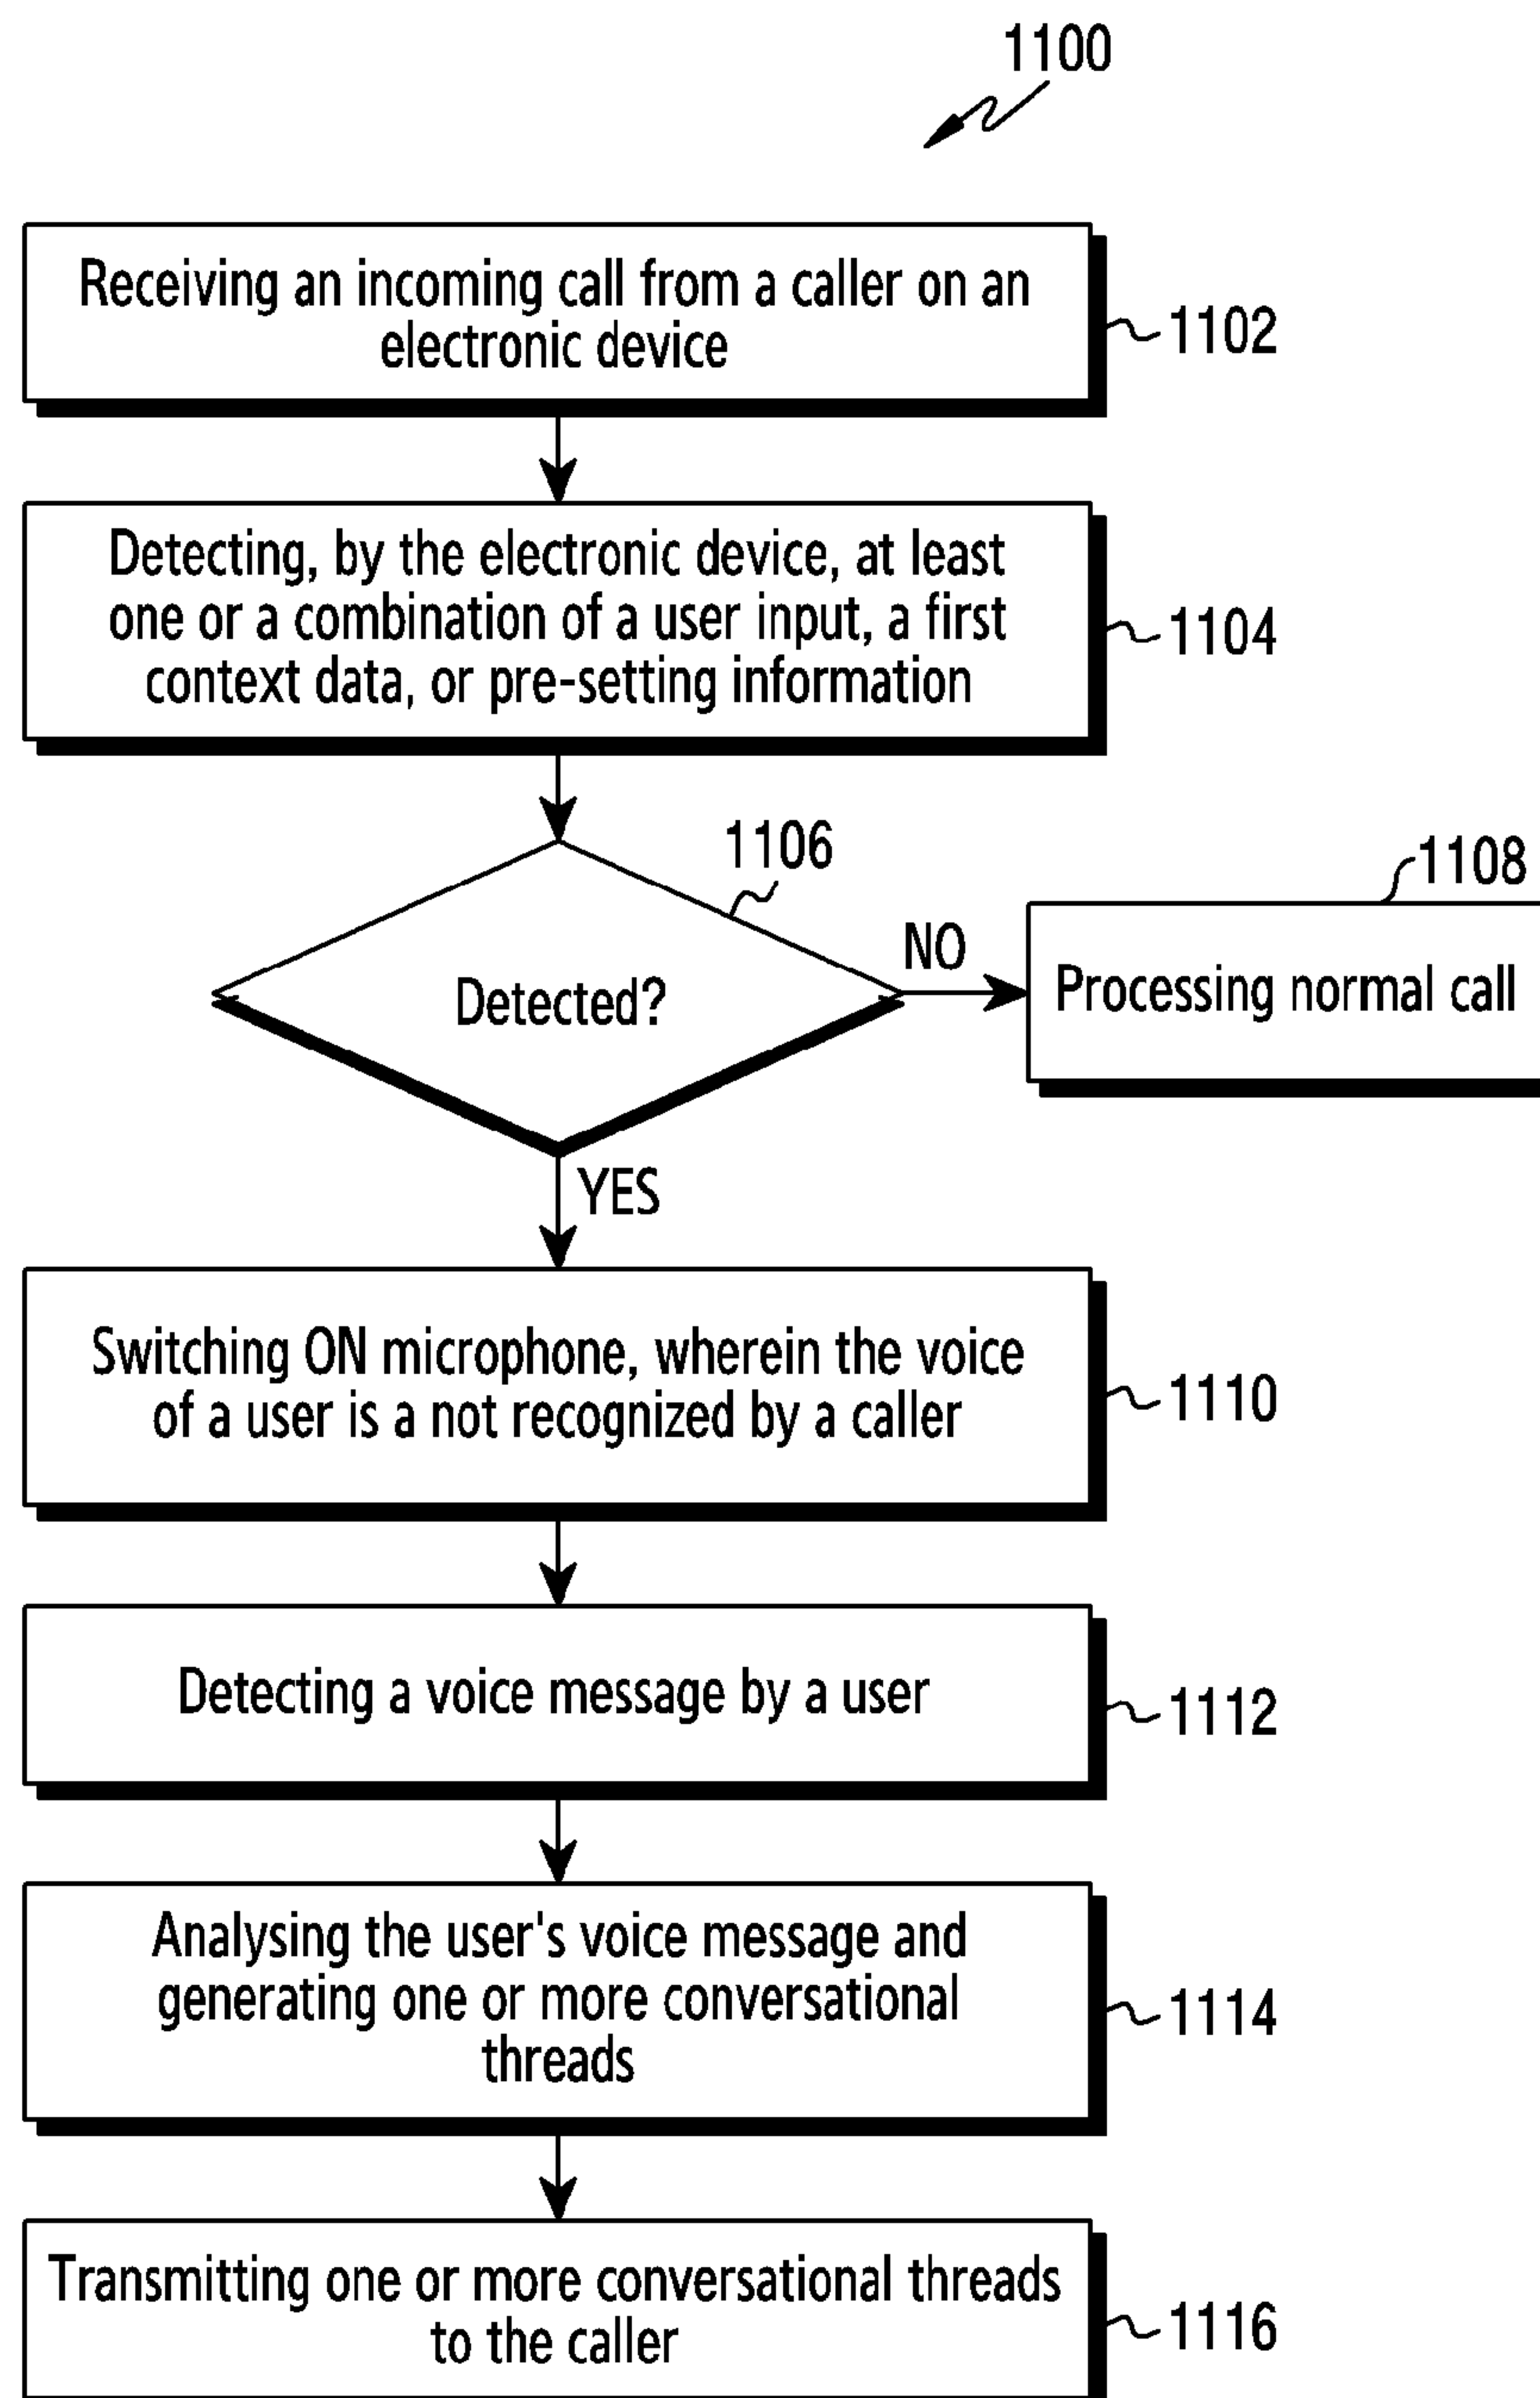 1100
Receiving an incoming call from a caller on an
electronic device
1102
Detecting, by the electronic device, at least
one or a combination of a user input, a first
context data, or pre-setting information
1104
1106
Detected?
NO
1108
Processing normal call
YES
Switching ON microphone, wherein the voice
of a user is a not recognized by a caller
1110
Detecting a voice message by a user
1112
Analysing the user's voice message and
generating one or more conversational
threads
1114
Transmitting one or more conversational threads
to the caller
1116